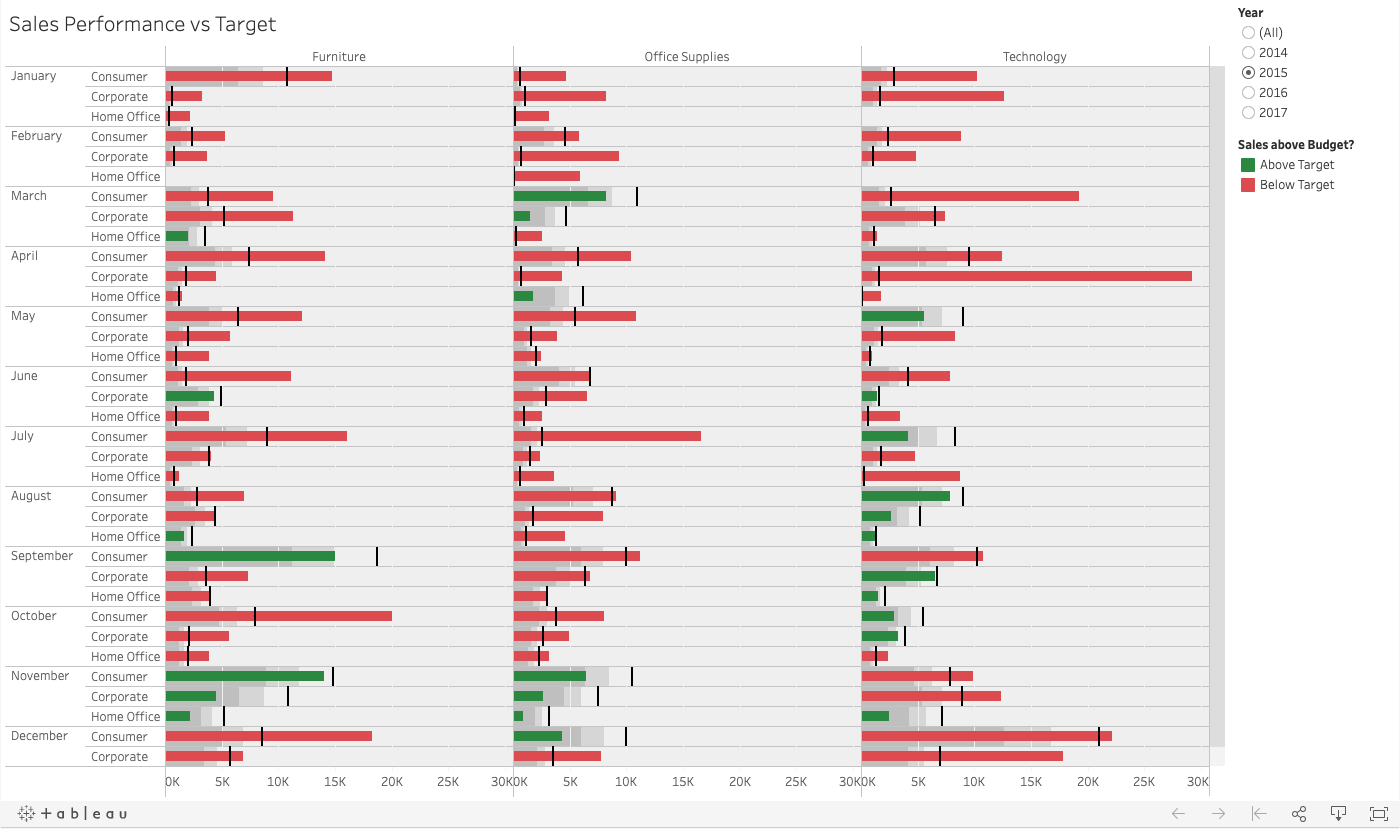 Sales Performance vs Target
Furniture Office Supplies Technology
January Consumer
Corporate
Home Office
February Consumer
Corporate
Home Office
March Consumer
Corporate
Home Office
April Consumer
Corporate
Home Office
May Consumer
Corporate
Home Office
June Consumer
Corporate
Home Office
July Consumer
Corporate
Home Office
August Consumer
Corporate
Home Office
September Consumer
Corporate
Home Office
October Consumer
Corporate
Home Office
November Consumer
Corporate
Home Office
December Consumer
Corporate
0K 5K 10K 15K 20K 25K 30K 0K 5K 10K 15K 20K 25K 30K 0K 5K 10K 15K 20K 25K 30K
Year
(All)
2014
2015
2016
2017
Sales above Budget?
Above Target
Below Target
+ableau